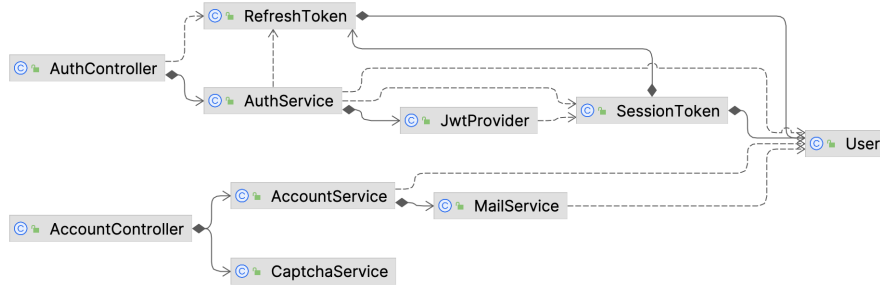 RefreshToken
AuthController
AuthService
SessionToken
JwtProvider
User
AccountService
MailService
AccountController
CaptchaService